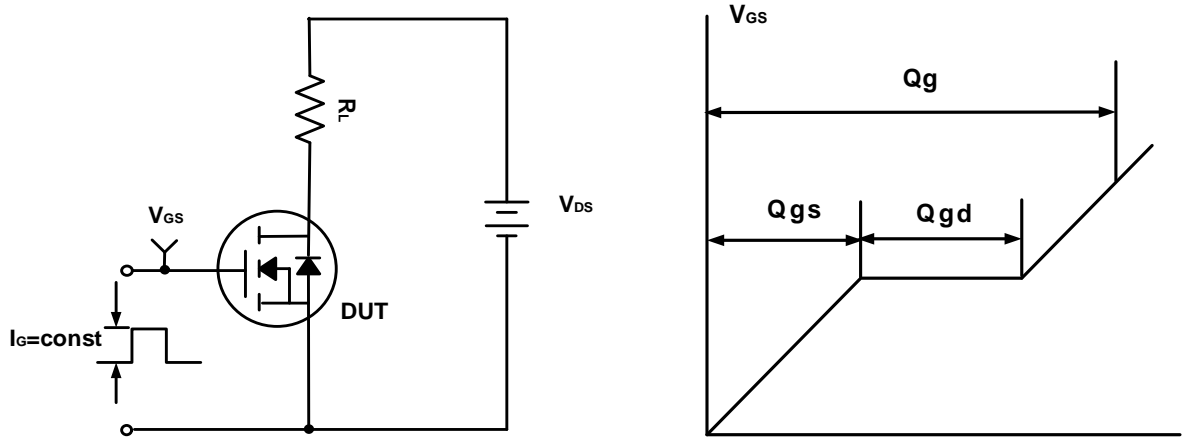 RL
VGS
VDS
DUT
IG=const
VGS
Qg
Qgs
Qgd